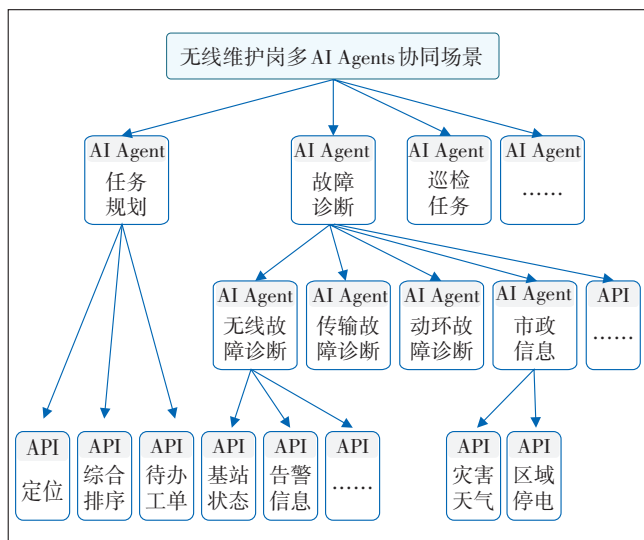 无线维护岗多AI Agents协同场景
AI Agent
任务
规划
AI Agent
故障
诊断
AI Agent
巡检
任务
AI Agent
……
AI Agent
无线故
障诊断
AI Agent
传输故
障诊断
AI Agent
动环故
障诊断
AI Agent
市政
信息
API
……
API
定位
API
综合
排序
API
待办
工单
API
基站
状态
API
告警
信息
API
……
API
灾害
天气
API
区域
停电